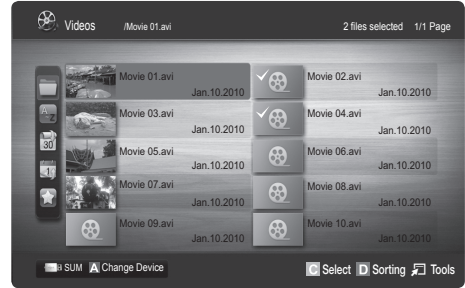 Videos /Movie 01.avi 2 files selected 1/1 Page
Movie 01.avi Movie 02.avi
Jan.10.2010 Jan.10.2010
Movie 03.avi Movie 04.avi
Jan.10.2010 Jan.10.2010
Movie 05.avi Movie 06.avi
Jan.10.2010 Jan.10.2010
Movie 07.avi Movie 08.avi
Jan.10.2010 Jan.10.2010
Movie 09.avi Movie 10.avi
Jan.10.2010 Jan.10.2010
A Z
30
1
SUM A Change Device C Select D Sorting Tools